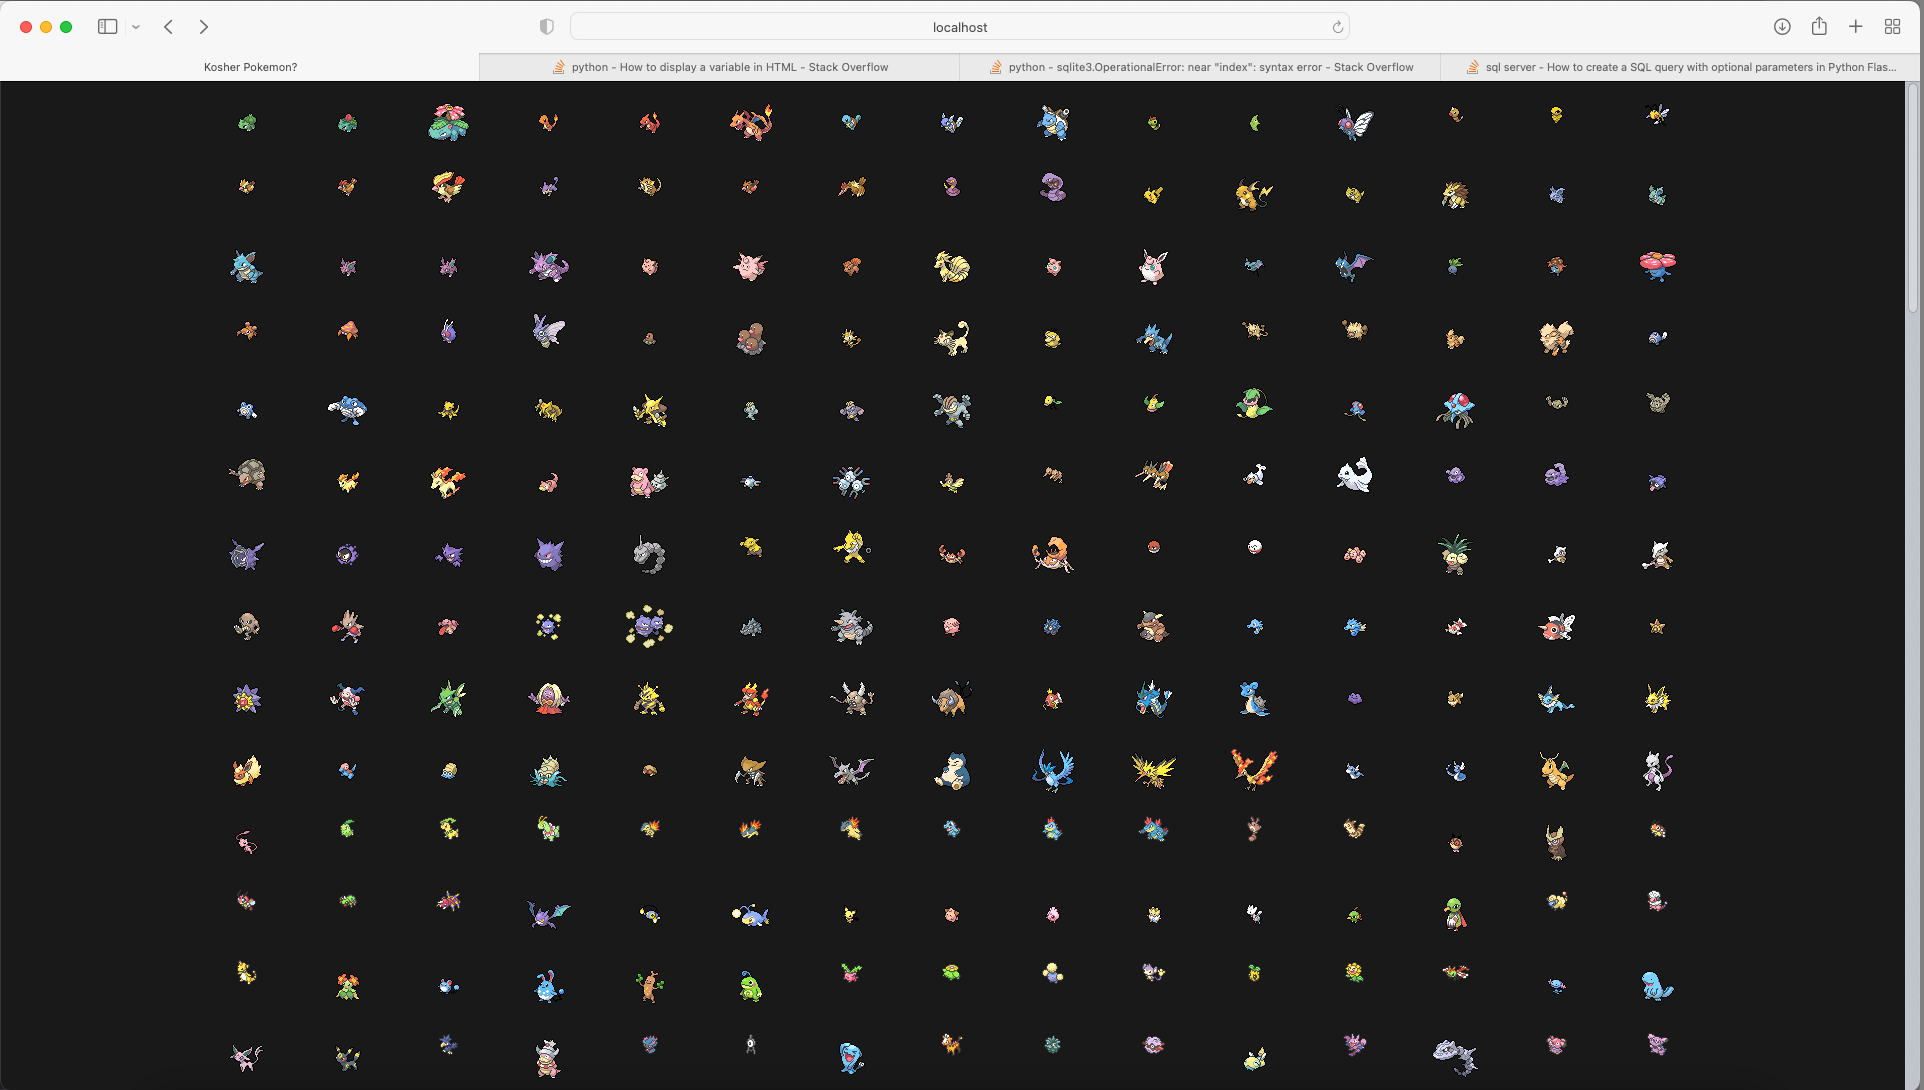 localhost
Kosher Pokemon?
python - How to display a variable in HTML - Stack Overflow
python - sqlite3.OperationalError: near "index": syntax error - Stack Overflow
sql server - How to create a SQL query with optional parameters in Python Flas...